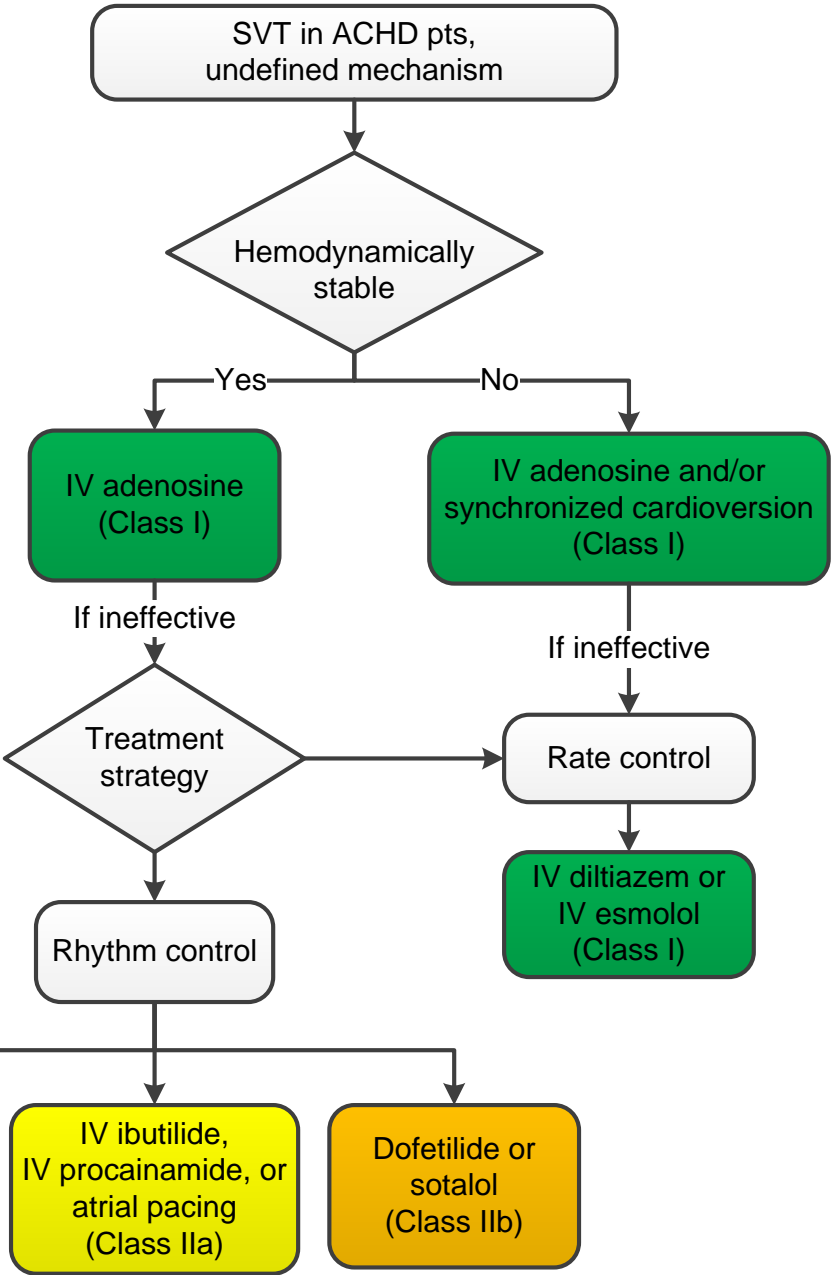 SVT in ACHD pts,
undefined mechanism
Hemodynamically
stable
Yes
No
IV adenosine
(Class I)
IV adenosine and/or
synchronized cardioversion
(Class I)
If ineffective
If ineffective
Treatment
strategy
Rate control
IV diltiazem or
IV esmolol
(Class I)
Rhythm control
IV ibutilide,
IV procainamide, or
atrial pacing
(Class IIa)
Dofetilide or
sotalol
(Class IIb)